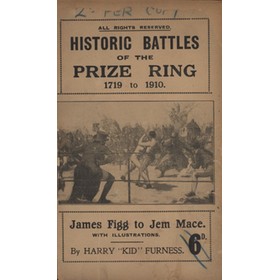 ALL RIGHTS RESERVED.
HISTORIC BATTLES
OF THE
PRIZE RING
1719 to 1910.
James Figg to Jem Mace.
WITH ILLUSTRATIONS.
By HARRY "KID" FURNESS.
6D.